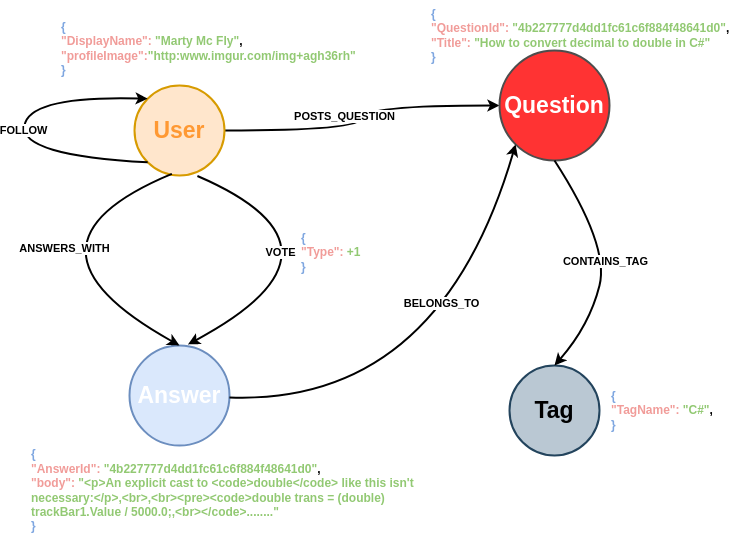 {
"DisplayName": "Marty Mc Fly",
"profileImage":"http:www.imgur.com/img+agh36rh"
}
{
"QuestionId": "4b227777d4dd1fc61c6f884f48641d0",
"Title": "How to convert decimal to double in C#"
}
User
Question
FOLLOW
POSTS_QUESTION
ANSWERS_WITH
VOTE
{
"Type": +1
}
CONTAINS_TAG
BELONGS_TO
Answer
Tag
{
"TagName": "C#",
}
{
"AnswerId": "4b227777d4dd1fc61c6f884f48641d0",
"body": "<p>An explicit cast to <code>double</code> like this isn't
necessary:</p>,<br>,<br><pre><code>double trans = (double)
trackBar1.Value / 5000.0;,<br></code>........"
}